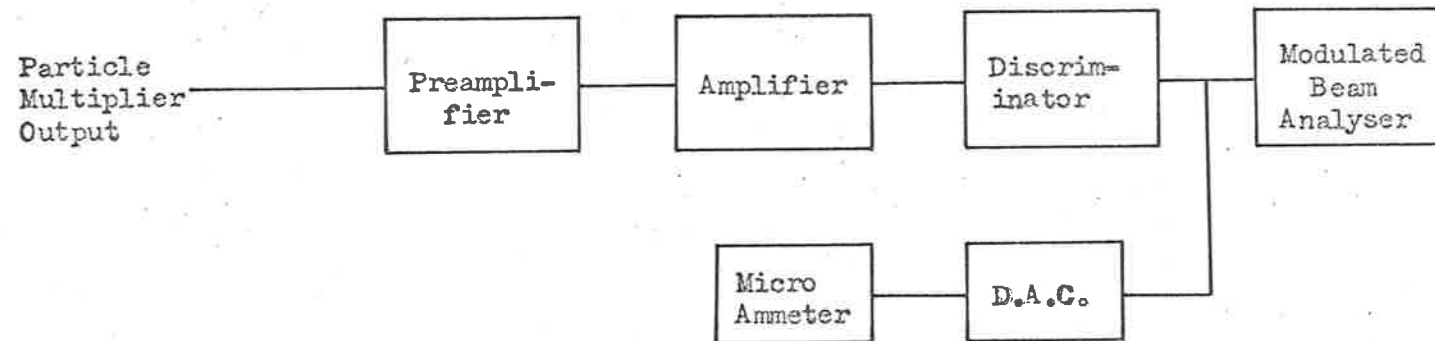 Particle
Multiplier
Output
Preampli-
fier
Amplifier
Discrim-
inator
Modulated
Beam
Analyser
Micro
Ammeter
D.A.C.